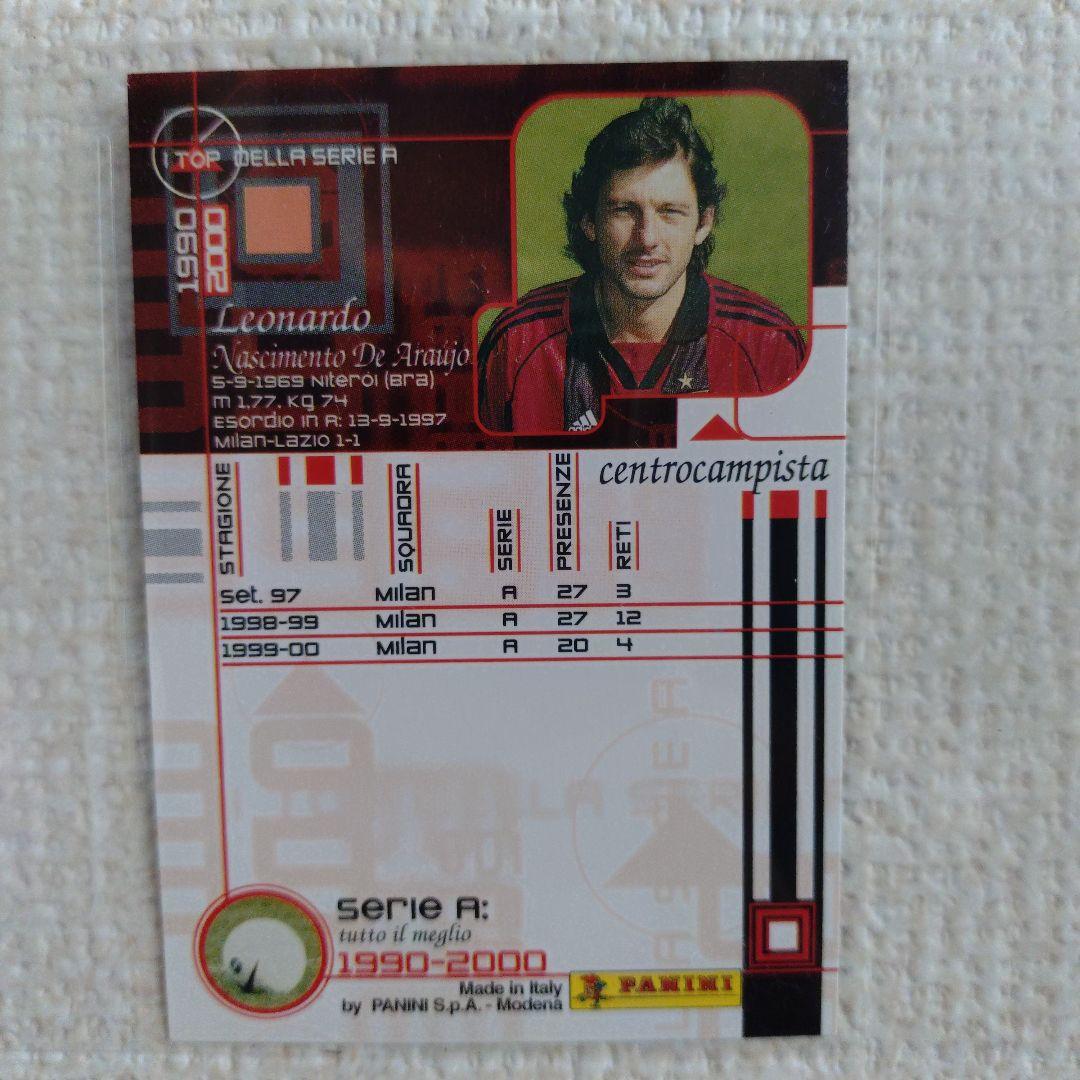 I TOP DELLA SERIE A
1990
2000
Leonardo
Nascimento De Araújo
5-9-1969 Niterói (Bra)
m 1,77, kg 74
Esordio in A: 13-9-1997
Milan-Lazio 1-1
adidas
centrocampista
STAGIONE SQUADRA SERIE PRESENZE RETI
set. 97 Milan A 27 3
1998-99 Milan A 27 12
1999-00 Milan A 20 4
serie A:
tutto il meglio
1990-2000
Made in Italy
by PANINI S.p.A. - Modena
PANINI